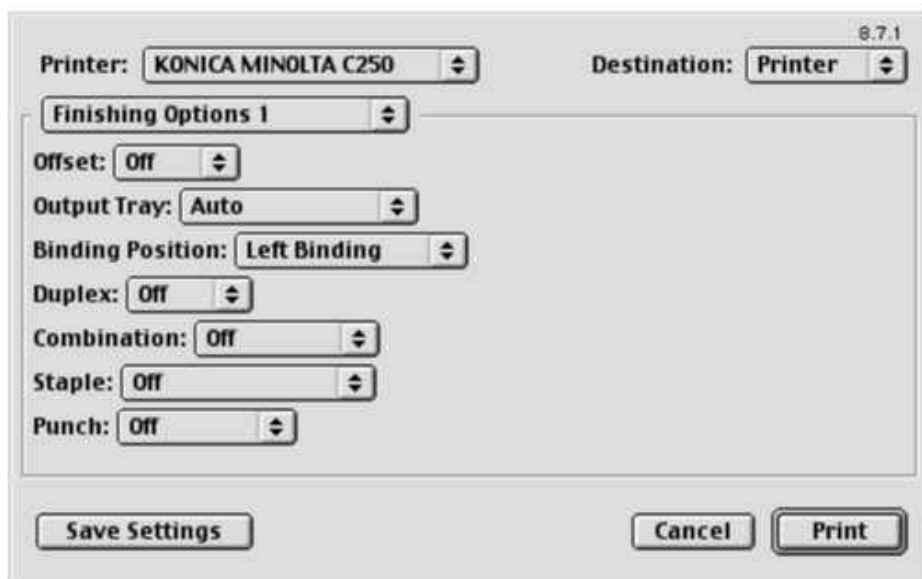 8.7.1
Printer: KONICA MINOLTA C250 Destination: Printer
Finishing Options 1
Offset: Off
Output Tray: Auto
Binding Position: Left Binding
Duplex: Off
Combination: Off
Staple: Off
Punch: Off
Save Settings Cancel Print